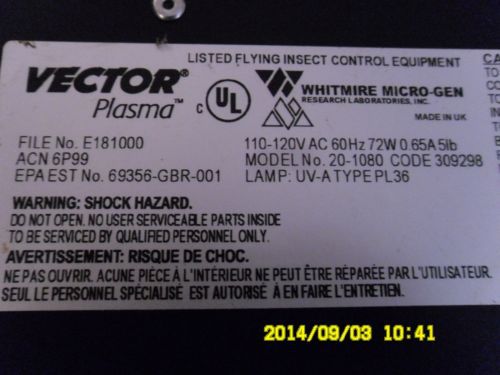 LISTED FLYING INSECT CONTROL EQUIPMENT
VECTOR®
Plasma™
C UL ®
WHITMIRE MICRO-GEN
RESEARCH LABORATORIES, INC.
MADE IN UK
FILE No. E181000
ACN 6P99
EPA EST No. 69356-GBR-001
110-120V AC 60Hz 72W 0.65A 5lb
MODEL No. 20-1080 CODE 309298
LAMP: UV-A TYPE PL36
WARNING: SHOCK HAZARD.
DO NOT OPEN. NO USER SERVICEABLE PARTS INSIDE
TO BE SERVICED BY QUALIFIED PERSONNEL ONLY.
AVERTISSEMENT: RISQUE DE CHOC.
NE PAS OUVRIR. ACUNE PIÈCE À L'INTÉRIEUR NE PEUT ÊTRE RÉPARÉE PAR L'UTILISATEUR.
SEUL LE PERSONNEL SPÉCIALISÉ EST AUTORISÉ À EN FAIRE L'ENTRETIEN.
2014/09/03 10:41